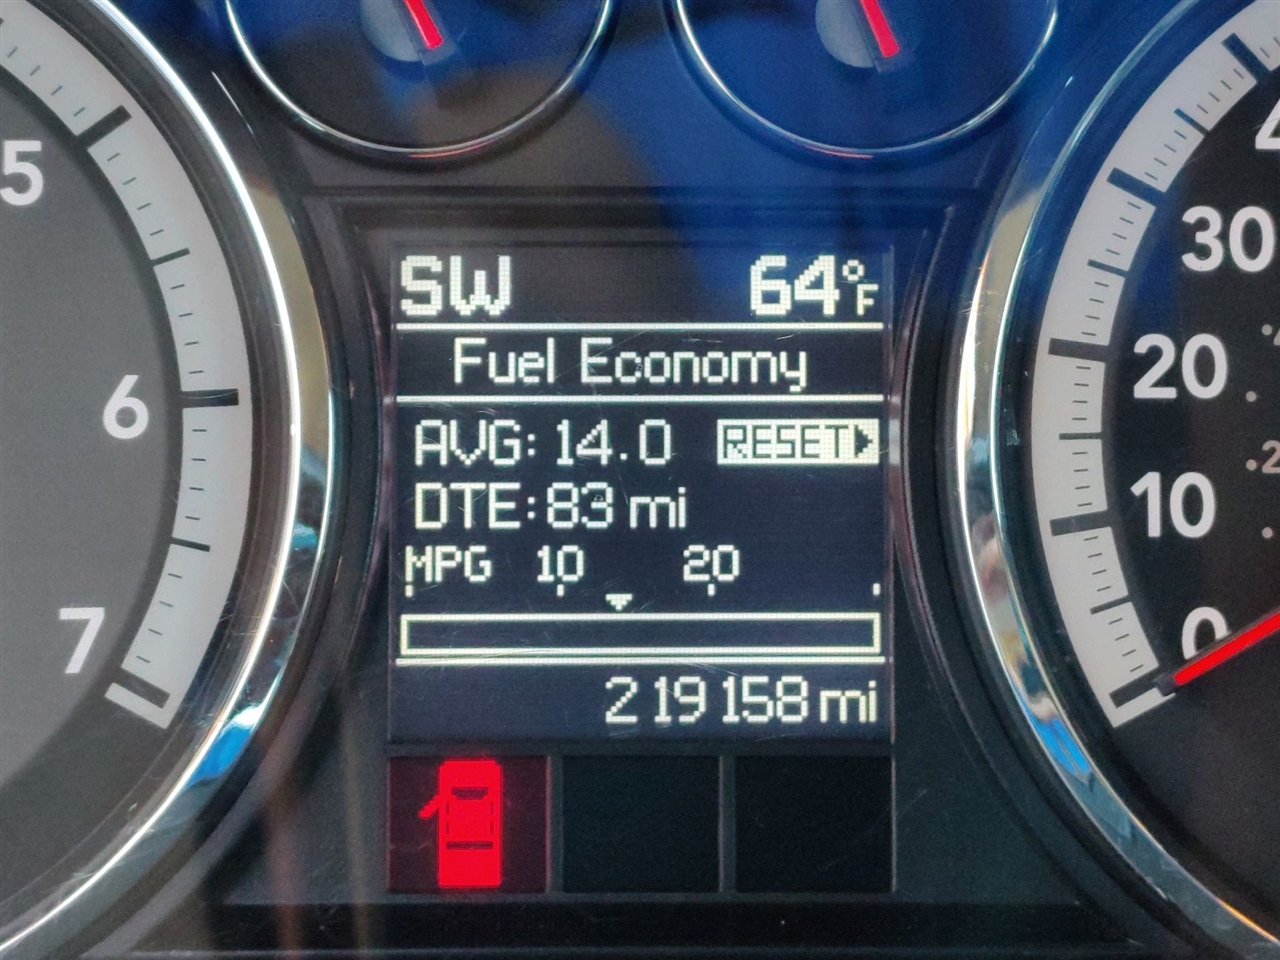 SW 64°F
Fuel Economy
AVG: 14.0 RESET
DTE: 83 mi
MPG 10 20
219158 mi
5
6
7
30
20
10
0